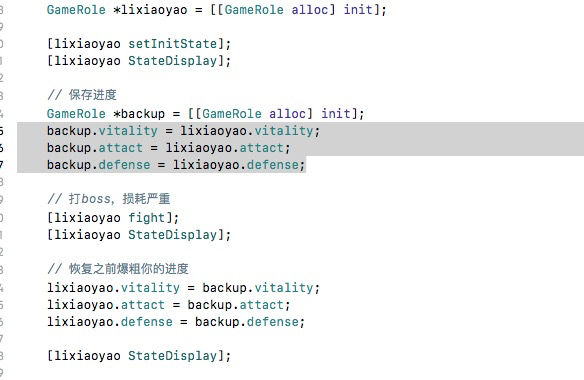 GameRole *lixiaoyao = [[GameRole alloc] init];
[lixiaoyao setInitState];
[lixiaoyao StateDisplay];
// 保存进度
GameRole *backup = [[GameRole alloc] init];
backup.vitality = lixiaoyao.vitality;
backup.attact = lixiaoyao.attact;
backup.defense = lixiaoyao.defense;
// 打boss，损耗严重
[lixiaoyao fight];
[lixiaoyao StateDisplay];
// 恢复之前爆粗你的进度
lixiaoyao.vitality = backup.vitality;
lixiaoyao.attact = backup.attact;
lixiaoyao.defense = backup.defense;
[lixiaoyao StateDisplay];